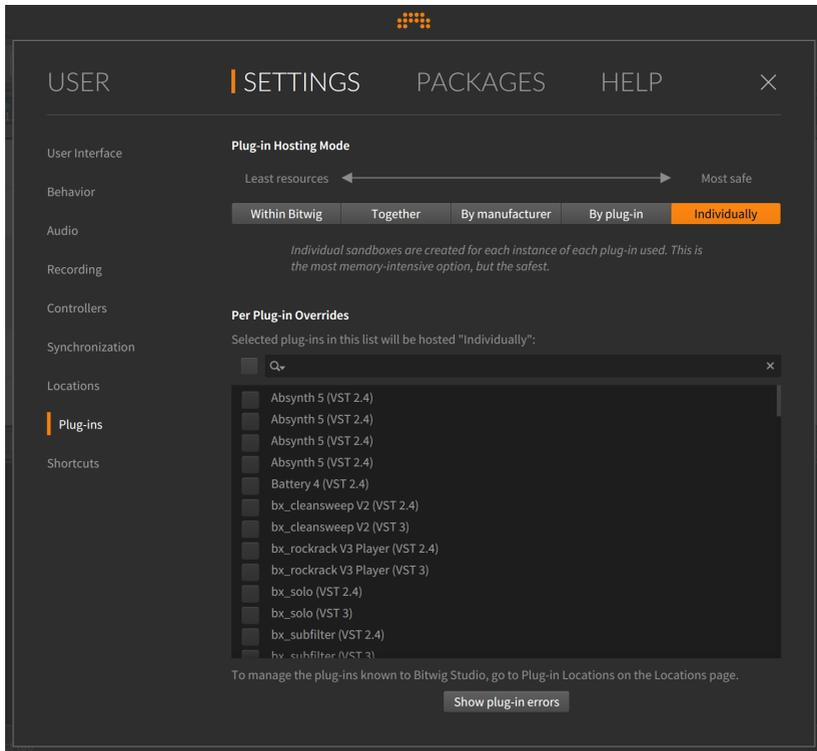 USER
SETTINGS
PACKAGES
HELP
User Interface
Behavior
Audio
Recording
Controllers
Synchronization
Locations
Plug-ins
Shortcuts
Plug-in Hosting Mode
Least resources
Most safe
Within Bitwig
Together
By manufacturer
By plug-in
Individually
Individual sandboxes are created for each instance of each plug-in used. This is
the most memory-intensive option, but the safest.
Per Plug-in Overrides
Selected plug-ins in this list will be hosted "Individually":
Absynth 5 (VST 2.4)
Absynth 5 (VST 2.4)
Absynth 5 (VST 2.4)
Absynth 5 (VST 2.4)
Battery 4 (VST 2.4)
bx_cleansweep V2 (VST 2.4)
bx_cleansweep V2 (VST 3)
bx_rockrack V3 Player (VST 2.4)
bx_rockrack V3 Player (VST 3)
bx_solo (VST 2.4)
bx_solo (VST 3)
bx_subfilter (VST 2.4)
bx_subfilter (VST 3)
To manage the plug-ins known to Bitwig Studio, go to Plug-in Locations on the Locations page.
Show plug-in errors